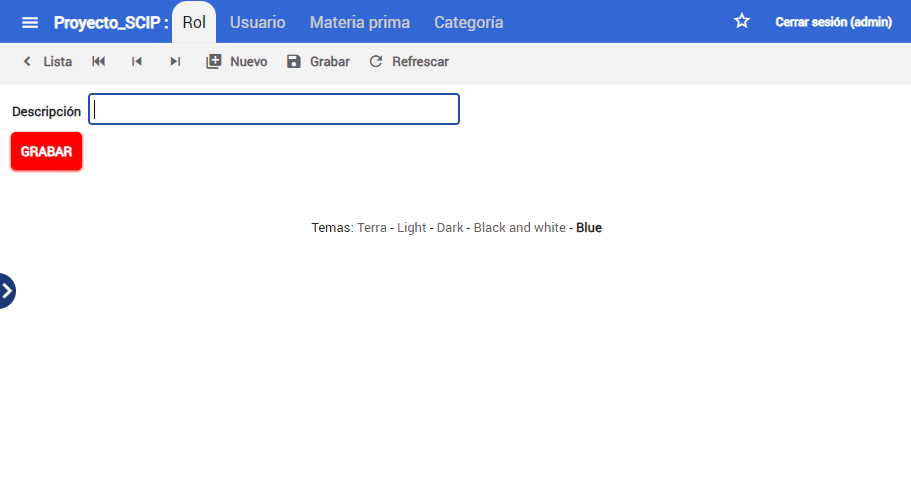 Proyecto_SCIP : Rol Usuario Materia prima Categoría Cerrar sesión (admin)
Lista Nuevo Grabar Refrescar
Descripción
GRABAR
Temas: Terra - Light - Dark - Black and white - Blue